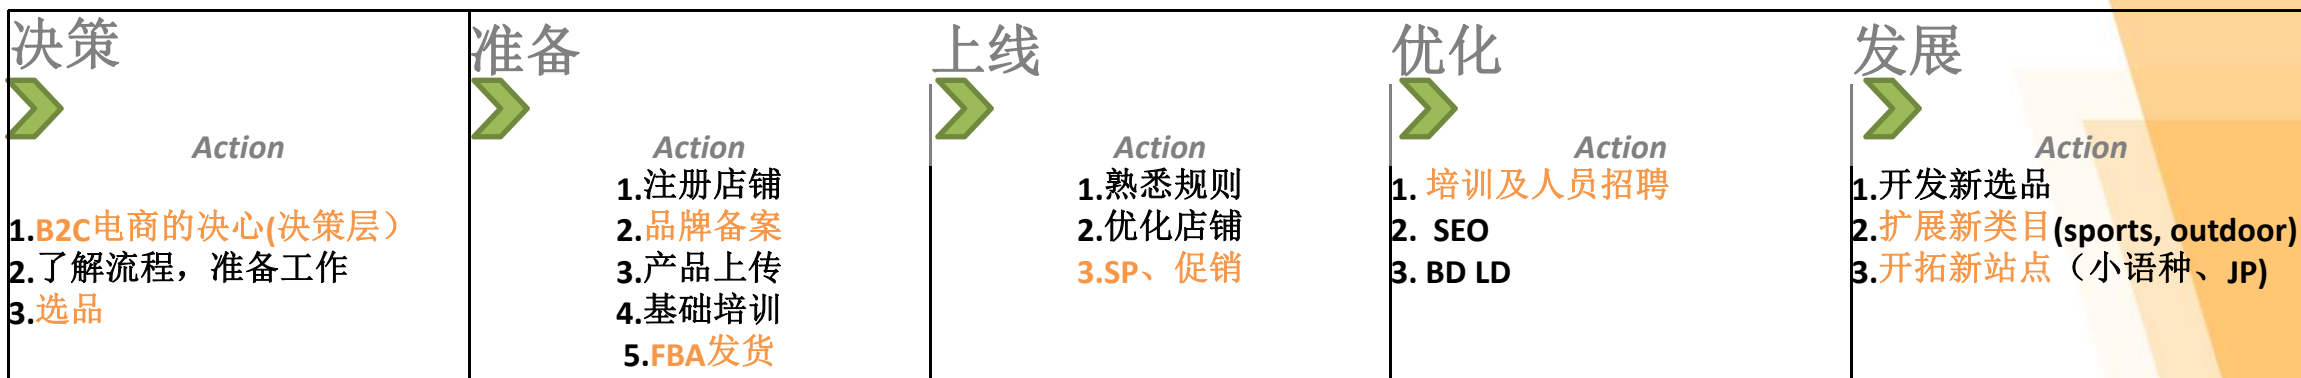 决策
Action
1.B2C电商的决心(决策层）
2.了解流程，准备工作
3.选品
准备
Action
1.注册店铺
2.品牌备案
3.产品上传
4.基础培训
5.FBA发货
上线
Action
1.熟悉规则
2.优化店铺
3.SP、促销
优化
Action
1. 培训及人员招聘
2. SEO
3. BD LD
发展
Action
1.开发新选品
2.扩展新类目(sports, outdoor)
3.开拓新站点（小语种、JP)